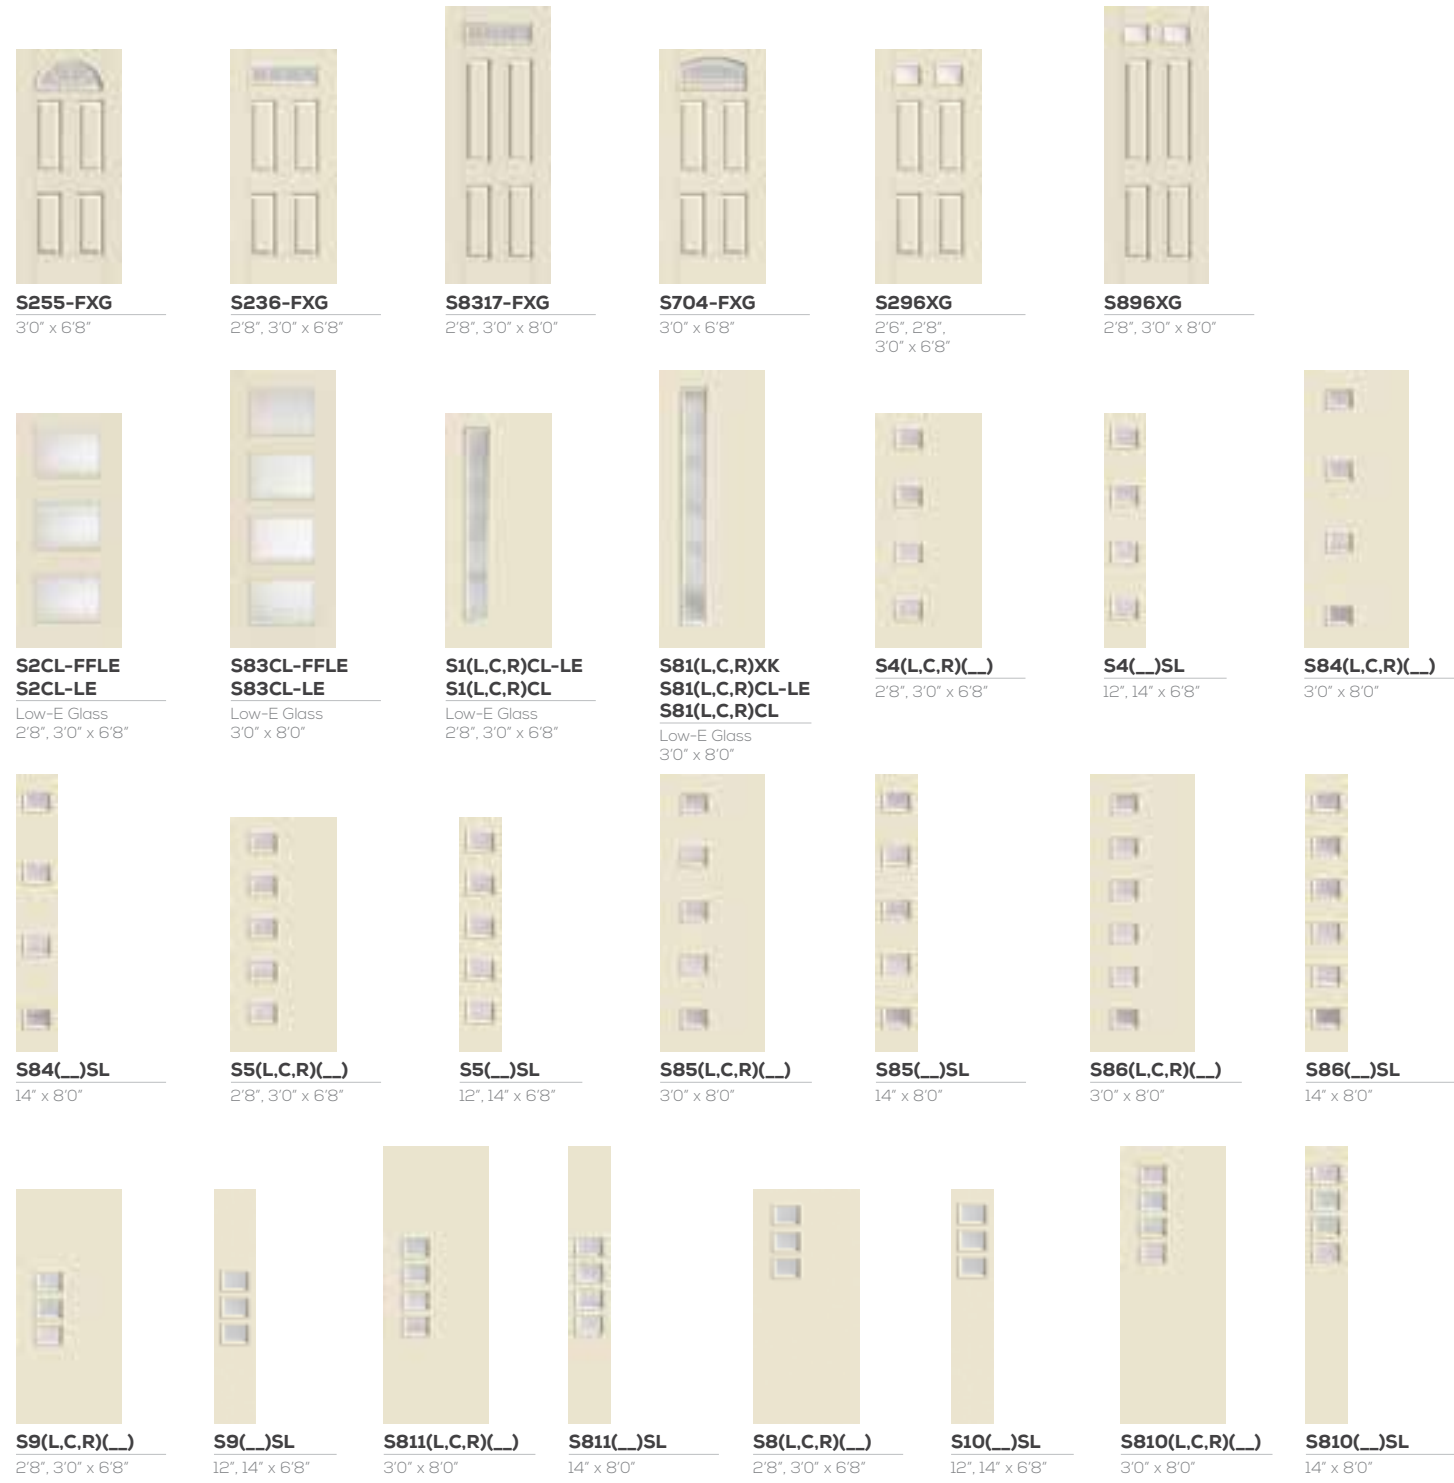 S255-FXG
3'0" x 6'8"
S236-FXG
2'8", 3'0" x 6'8"
S8317-FXG
2'8", 3'0" x 8'0"
S704-FXG
3'0" x 6'8"
S296XG
2'6", 2'8",
3'0" x 6'8"
S896XG
2'8", 3'0" x 8'0"
S2CL-FFLE
S2CL-LE
Low-E Glass
2'8", 3'0" x 6'8"
S83CL-FFLE
S83CL-LE
Low-E Glass
3'0" x 8'0"
S1(L,C,R)CL-LE
S1(L,C,R)CL
Low-E Glass
2'8", 3'0" x 6'8"
S81(L,C,R)XK
S81(L,C,R)CL-LE
S81(L,C,R)CL
Low-E Glass
3'0" x 8'0"
S4(L,C,R)(__)
2'8", 3'0" x 6'8"
S4(__)SL
12", 14" x 6'8"
S84(L,C,R)(__)
3'0" x 8'0"
S84(__)SL
14" x 8'0"
S5(L,C,R)(__)
2'8", 3'0" x 6'8"
S5(__)SL
12", 14" x 6'8"
S85(L,C,R)(__)
3'0" x 8'0"
S85(__)SL
14" x 8'0"
S86(L,C,R)(__)
3'0" x 8'0"
S86(__)SL
14" x 8'0"
S9(L,C,R)(__)
2'8", 3'0" x 6'8"
S9(__)SL
12", 14" x 6'8"
S811(L,C,R)(__)
3'0" x 8'0"
S811(__)SL
14" x 8'0"
S8(L,C,R)(__)
2'8", 3'0" x 6'8"
S10(__)SL
12", 14" x 6'8"
S810(L,C,R)(__)
3'0" x 8'0"
S810(__)SL
14" x 8'0"